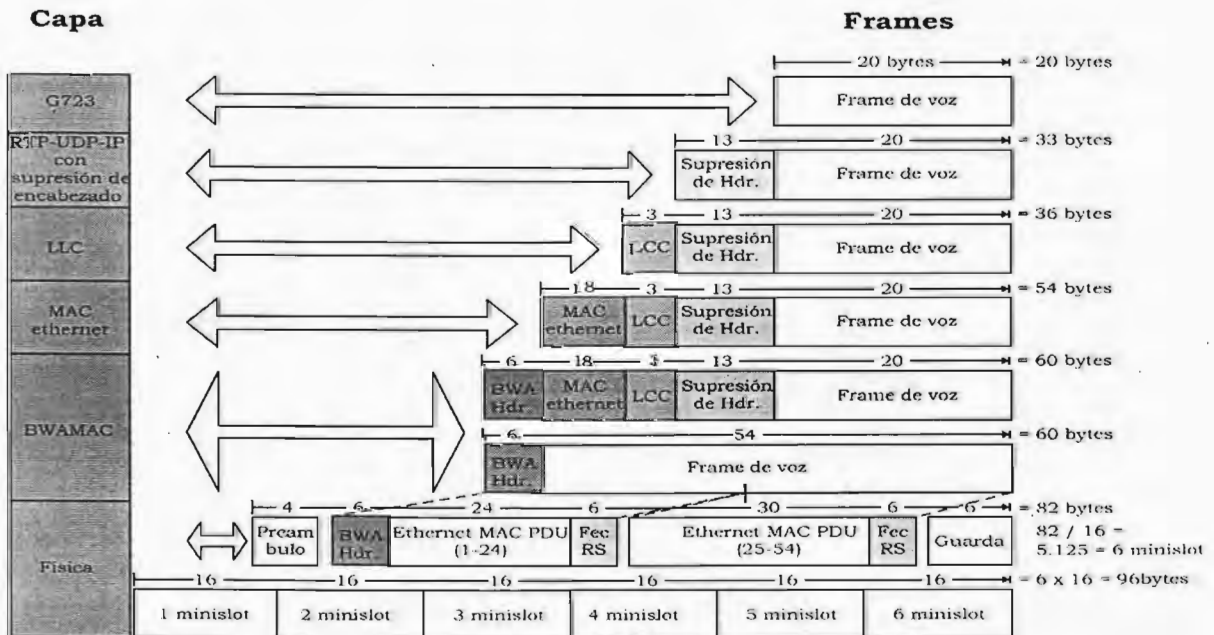 Capa
Frames
20 bytes = 20 bytes
G723
Frame de voz
RTP-UDP-IP
con
supresión de
encabezado
13 20 = 33 bytes
Supresión
de Hdr.
Frame de voz
3 13 20 = 36 bytes
LLC
LCC
Supresión
de Hdr.
Frame de voz
18 3 13 20 = 54 bytes
MAC
ethernet
MAC
ethernet
LCC
Supresión
de Hdr.
Frame de voz
6 18 3 13 20 = 60 bytes
BWAMAC
BWA
Hdr.
MAC
ethernet
LCC
Supresión
de Hdr.
Frame de voz
6 54 = 60 bytes
BWA
Hdr.
Frame de voz
4 6 24 6 30 6 6 = 82 bytes
Física
Pream
bulo
BWA
Hdr.
Ethernet MAC PDU
(1-24)
Fec
RS
Ethernet MAC PDU
(25-54)
Fec
RS
Guarda
82 / 16 =
5.125 = 6 minislot
16 16 16 16 16 16 = 6 x 16 = 96bytes
1 minislot
2 minislot
3 minislot
4 minislot
5 minislot
6 minislot